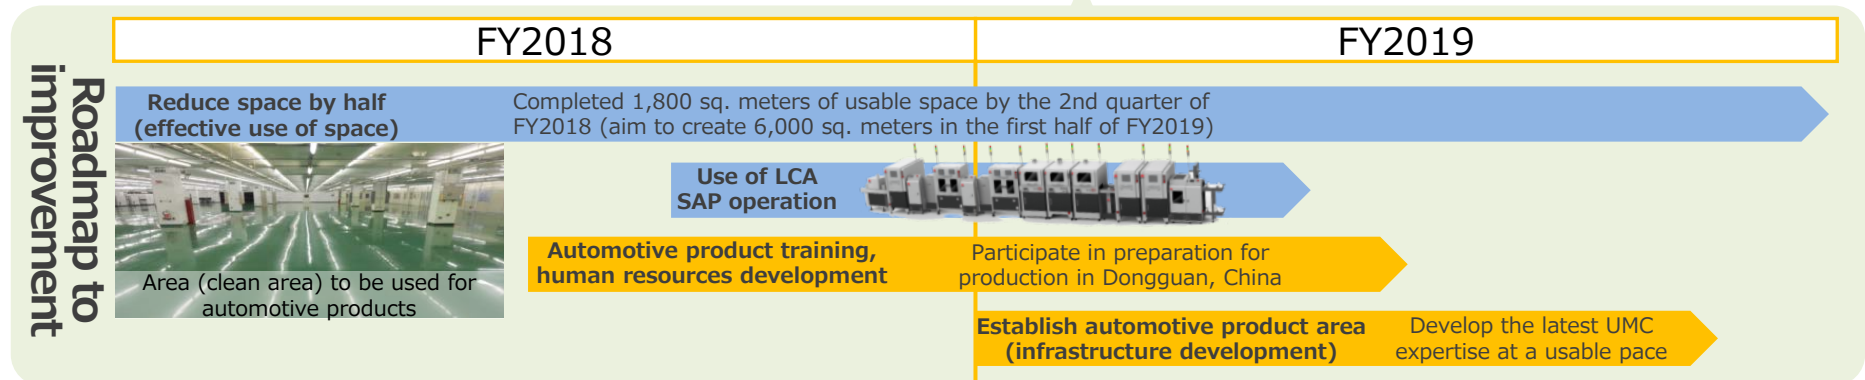 Roadmap to
improvement
FY2018
FY2019
Reduce space by half
(effective use of space)
Completed 1,800 sq. meters of usable space by the 2nd quarter of
FY2018 (aim to create 6,000 sq. meters in the first half of FY2019)
Area (clean area) to be used for
automotive products
Use of LCA
SAP operation
Automotive product training,
human resources development
Participate in preparation for
production in Dongguan, China
Establish automotive product area
(infrastructure development)
Develop the latest UMC
expertise at a usable pace